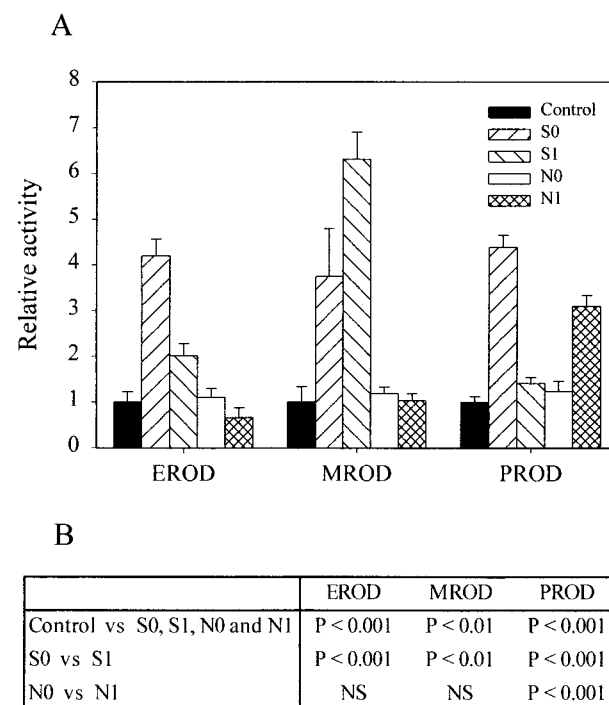 A
8
7
6
5
4
3
2
1
0
Relative activity
Control
S0
S1
N0
N1
EROD MROD PROD
B
EROD MROD PROD
Control vs S0, S1, N0 and N1 P < 0.001 P < 0.01 P < 0.001
S0 vs S1 P < 0.001 P < 0.01 P < 0.001
N0 vs N1 NS NS P < 0.001